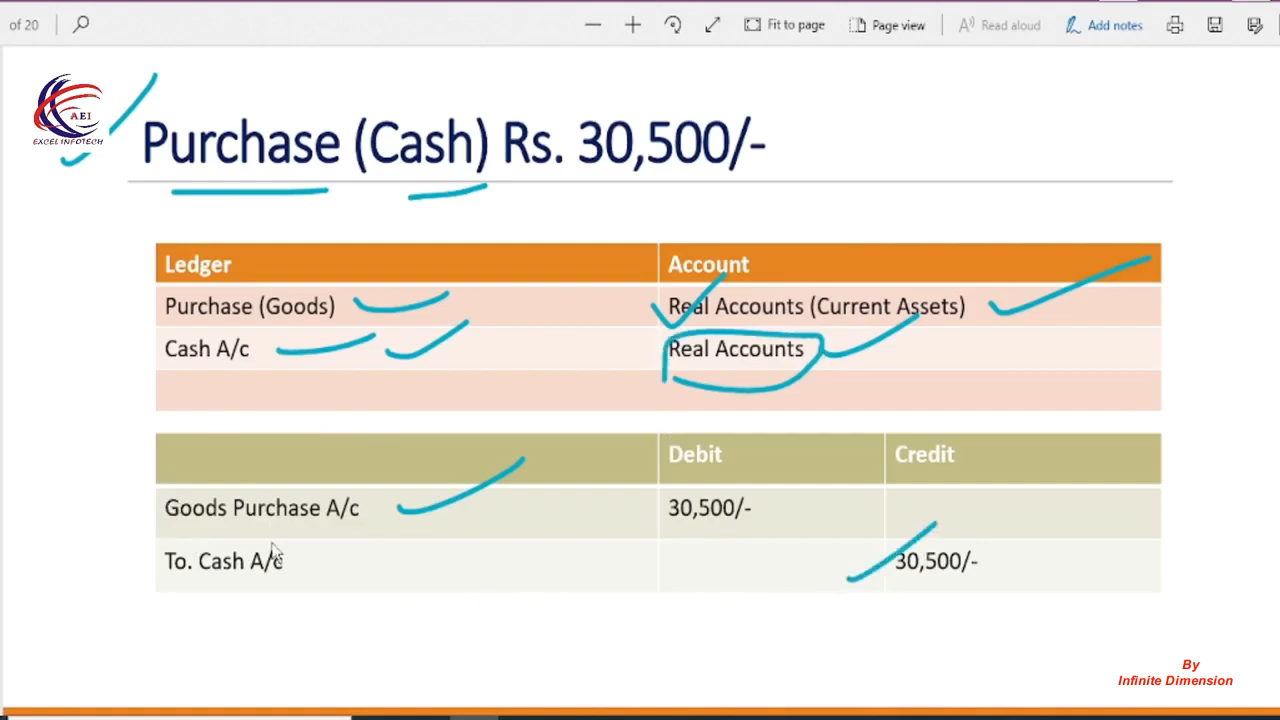 of 20
Fit to page
Page view
Read aloud
Add notes
AEI
EXCEL INFOTECH
Purchase (Cash) Rs. 30,500/-
Ledger Account
Purchase (Goods) Real Accounts (Current Assets)
Cash A/c Real Accounts
Debit Credit
Goods Purchase A/c 30,500/-
To. Cash A/c 30,500/-
By
Infinite Dimension